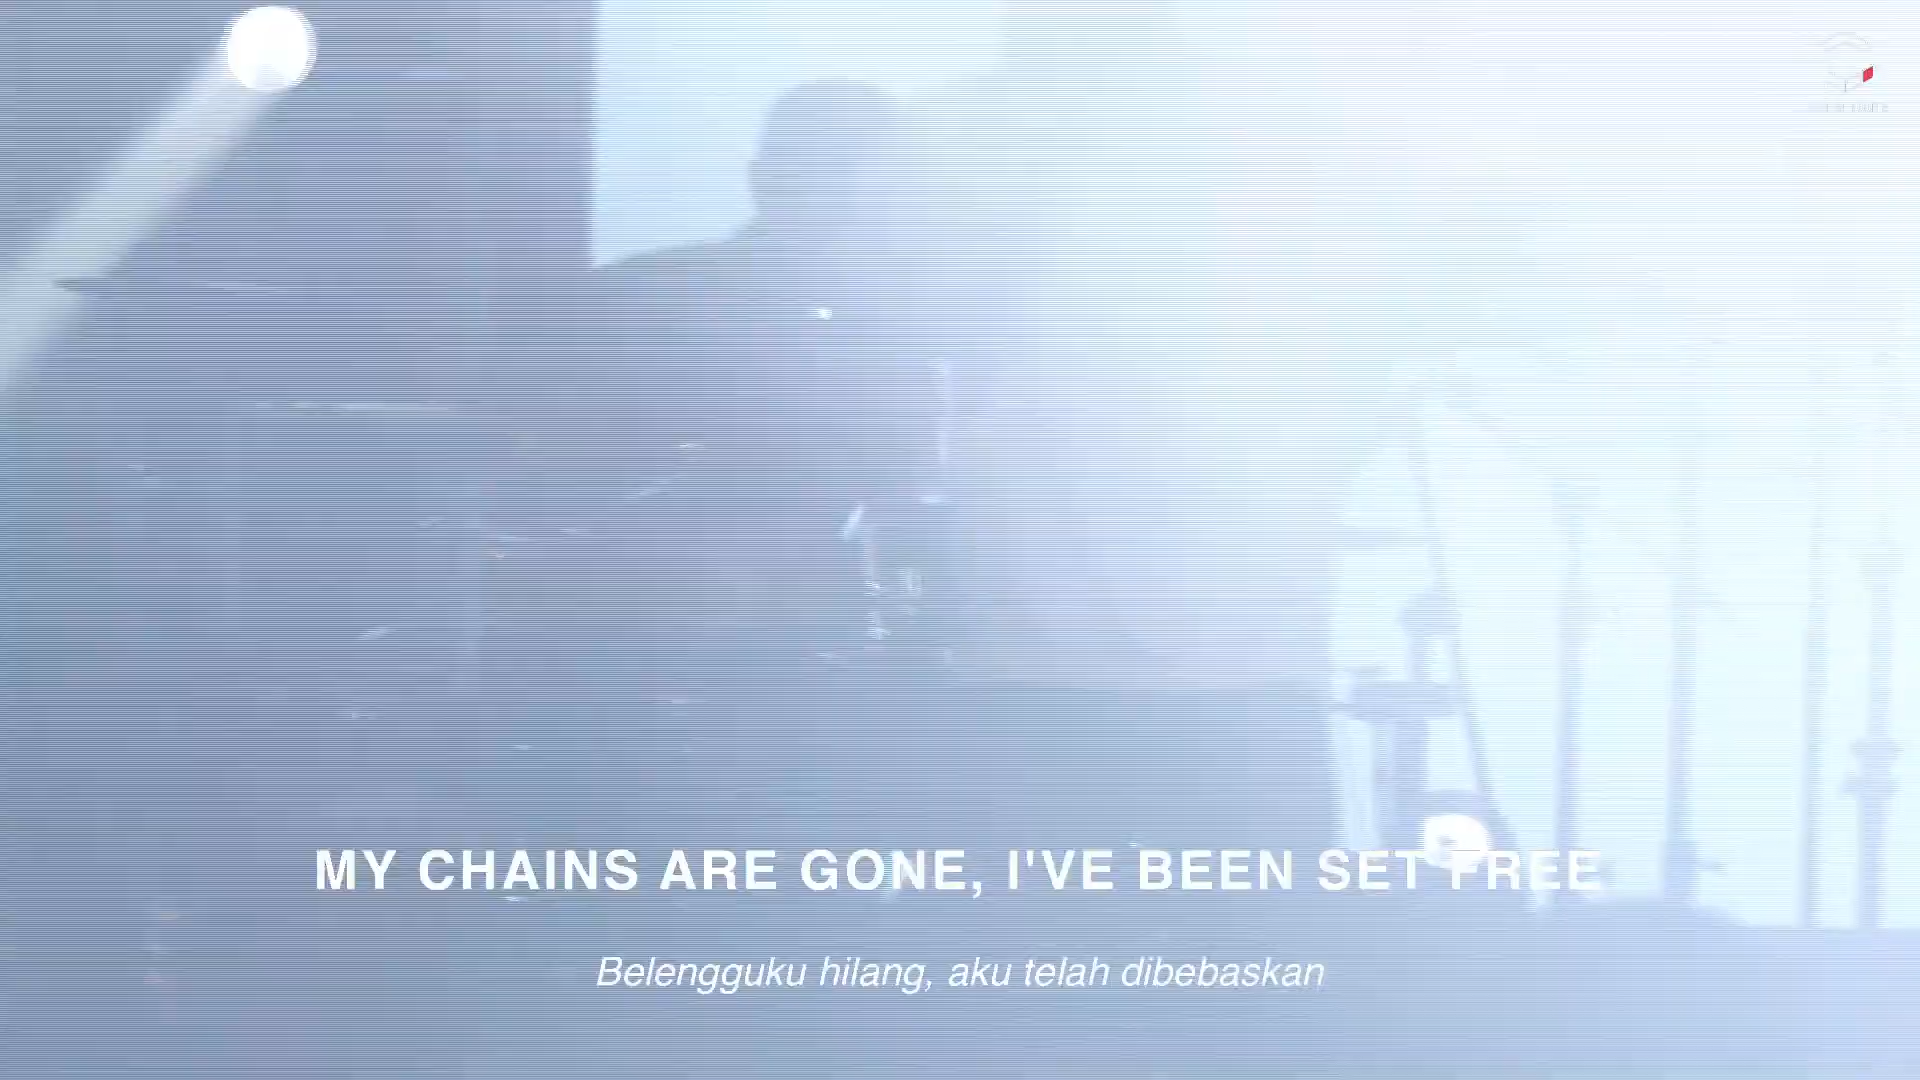 MY CHAINS ARE GONE, I'VE BEEN SET FREE
Belengguku hilang, aku telah dibebaskan